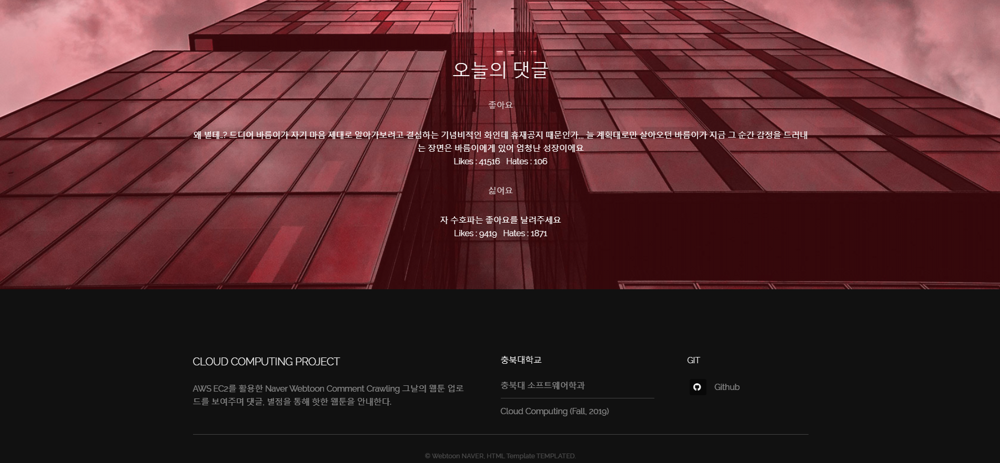 오늘의 댓글
좋아요
왜 별테..? 드디어 바름이가 자기 마음 제대로 알아가보려고 결심하는 기념비적인 화인데 휴재공지 때문인가,,, 늘 계획대로만 살아오던 바름이가 지금 그 순간 감정을 드러내
는 장면은 바름이에게 있어 엄청난 성장이에요
Likes : 41516 Hates : 106
싫어요
자 수호파는 좋아요를 날려주세요
Likes : 9419 Hates : 1871
CLOUD COMPUTING PROJECT
AWS EC2를 활용한 Naver Webtoon Comment Crawling 그날의 웹툰 업로
드를 보여주며 댓글, 별점을 통해 핫한 웹툰을 안내한다.
충북대학교
충북대 소프트웨어학과
Cloud Computing (Fall, 2019)
GIT
Github
© Webtoon NAVER, HTML Template TEMPLATED.